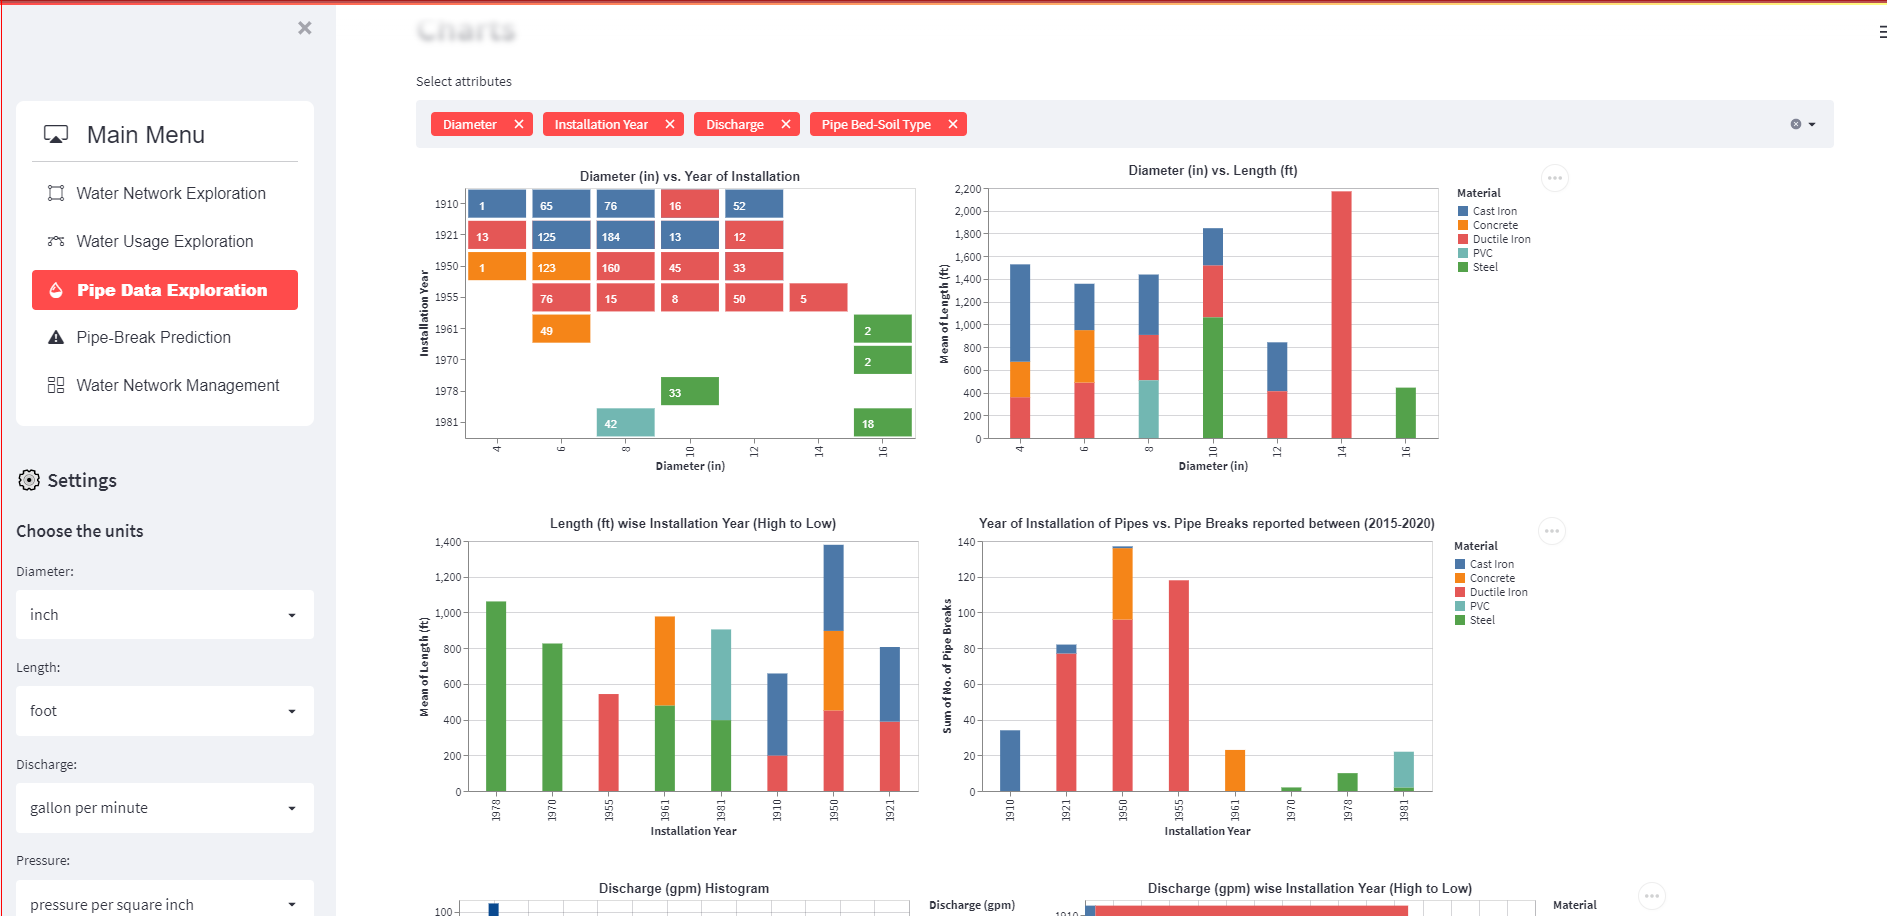 Charts
Select attributes
Diameter ✕ Installation Year ✕ Discharge ✕ Pipe Bed-Soil Type ✕
Main Menu
Water Network Exploration
Water Usage Exploration
Pipe Data Exploration
Pipe-Break Prediction
Water Network Management
Settings
Choose the units
Diameter:
inch
Length:
foot
Discharge:
gallon per minute
Pressure:
pressure per square inch
Diameter (in) vs. Year of Installation
Installation Year
1910 1 65 76 16 52
1921 13 125 184 13 12
1950 1 123 160 45 33
1955 76 15 8 50 5
1961 49 2
1970 2
1978 33
1981 42 18
4 6 8 10 12 14 16
Diameter (in)
Diameter (in) vs. Length (ft)
Mean of Length (ft)
2,200
2,000
1,800
1,600
1,400
1,200
1,000
800
600
400
200
0
4 6 8 10 12 14 16
Diameter (in)
Material
Cast Iron
Concrete
Ductile Iron
PVC
Steel
Length (ft) wise Installation Year (High to Low)
Mean of Length (ft)
1,400
1,200
1,000
800
600
400
200
0
1978 1970 1955 1961 1981 1910 1950 1921
Installation Year
Year of Installation of Pipes vs. Pipe Breaks reported between (2015-2020)
Sum of No. of Pipe Breaks
140
120
100
80
60
40
20
0
1910 1921 1950 1955 1961 1970 1978 1981
Installation Year
Material
Cast Iron
Concrete
Ductile Iron
PVC
Steel
Discharge (gpm) Histogram
100
Discharge (gpm)
Discharge (gpm) wise Installation Year (High to Low)
1910
Material